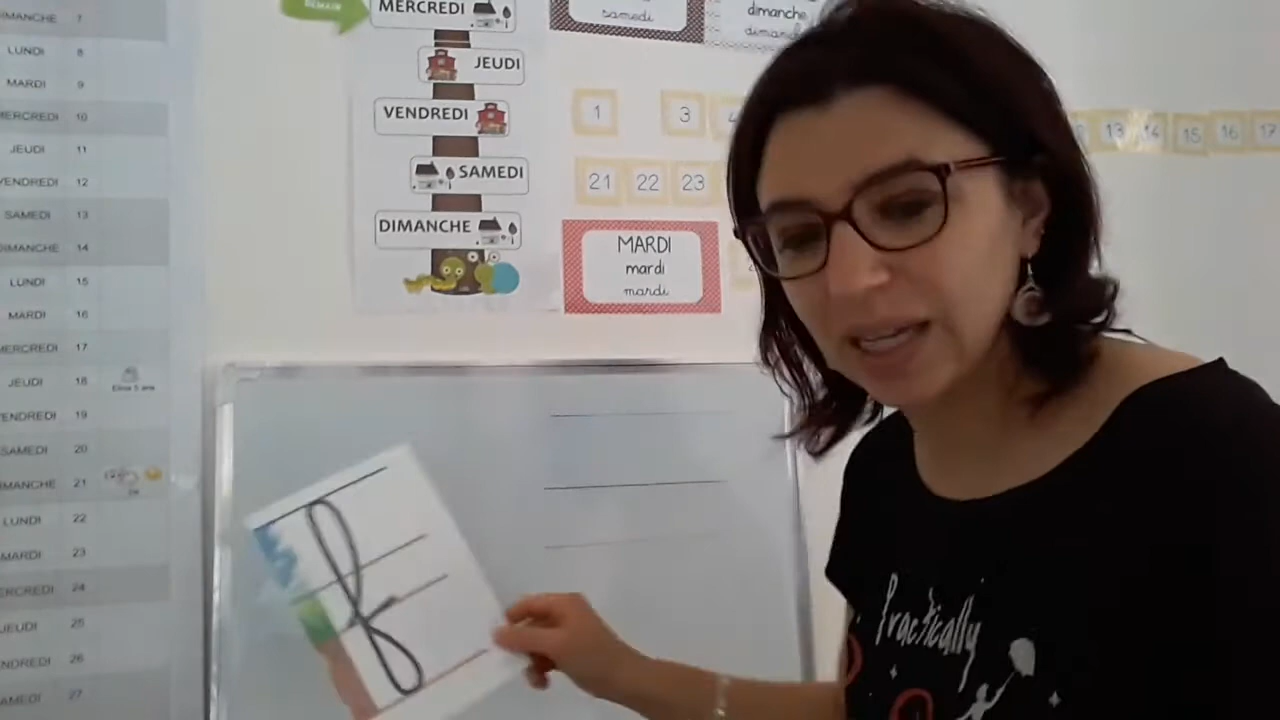 DIMANCHE 7
LUNDI 8
MARDI 9
MERCREDI 10
JEUDI 11
VENDREDI 12
SAMEDI 13
DIMANCHE 14
LUNDI 15
MARDI 16
MERCREDI 17
JEUDI 18
VENDREDI 19
SAMEDI 20
DIMANCHE 21
LUNDI 22
MARDI 23
MERCREDI 24
JEUDI 25
VENDREDI 26
SAMEDI 27
DEMAIN
MERCREDI
JEUDI
VENDREDI
SAMEDI
DIMANCHE
samedi
dimanche
dimanche
1 3 4
13 14 15 16 17
21 22 23
MARDI
mardi
mardi
f
Practically